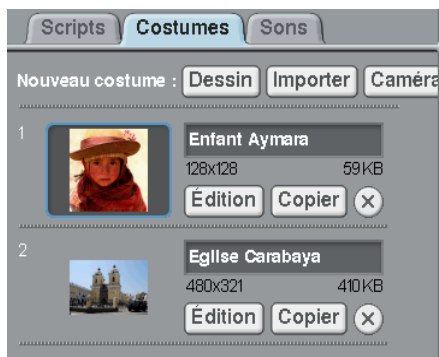 Scripts Costumes Sons
Nouveau costume : Dessin Importer Caméra
1
Enfant Aymara
128x128 59KB
Édition Copier
2
Eglise Carabaya
480x321 410KB
Édition Copier